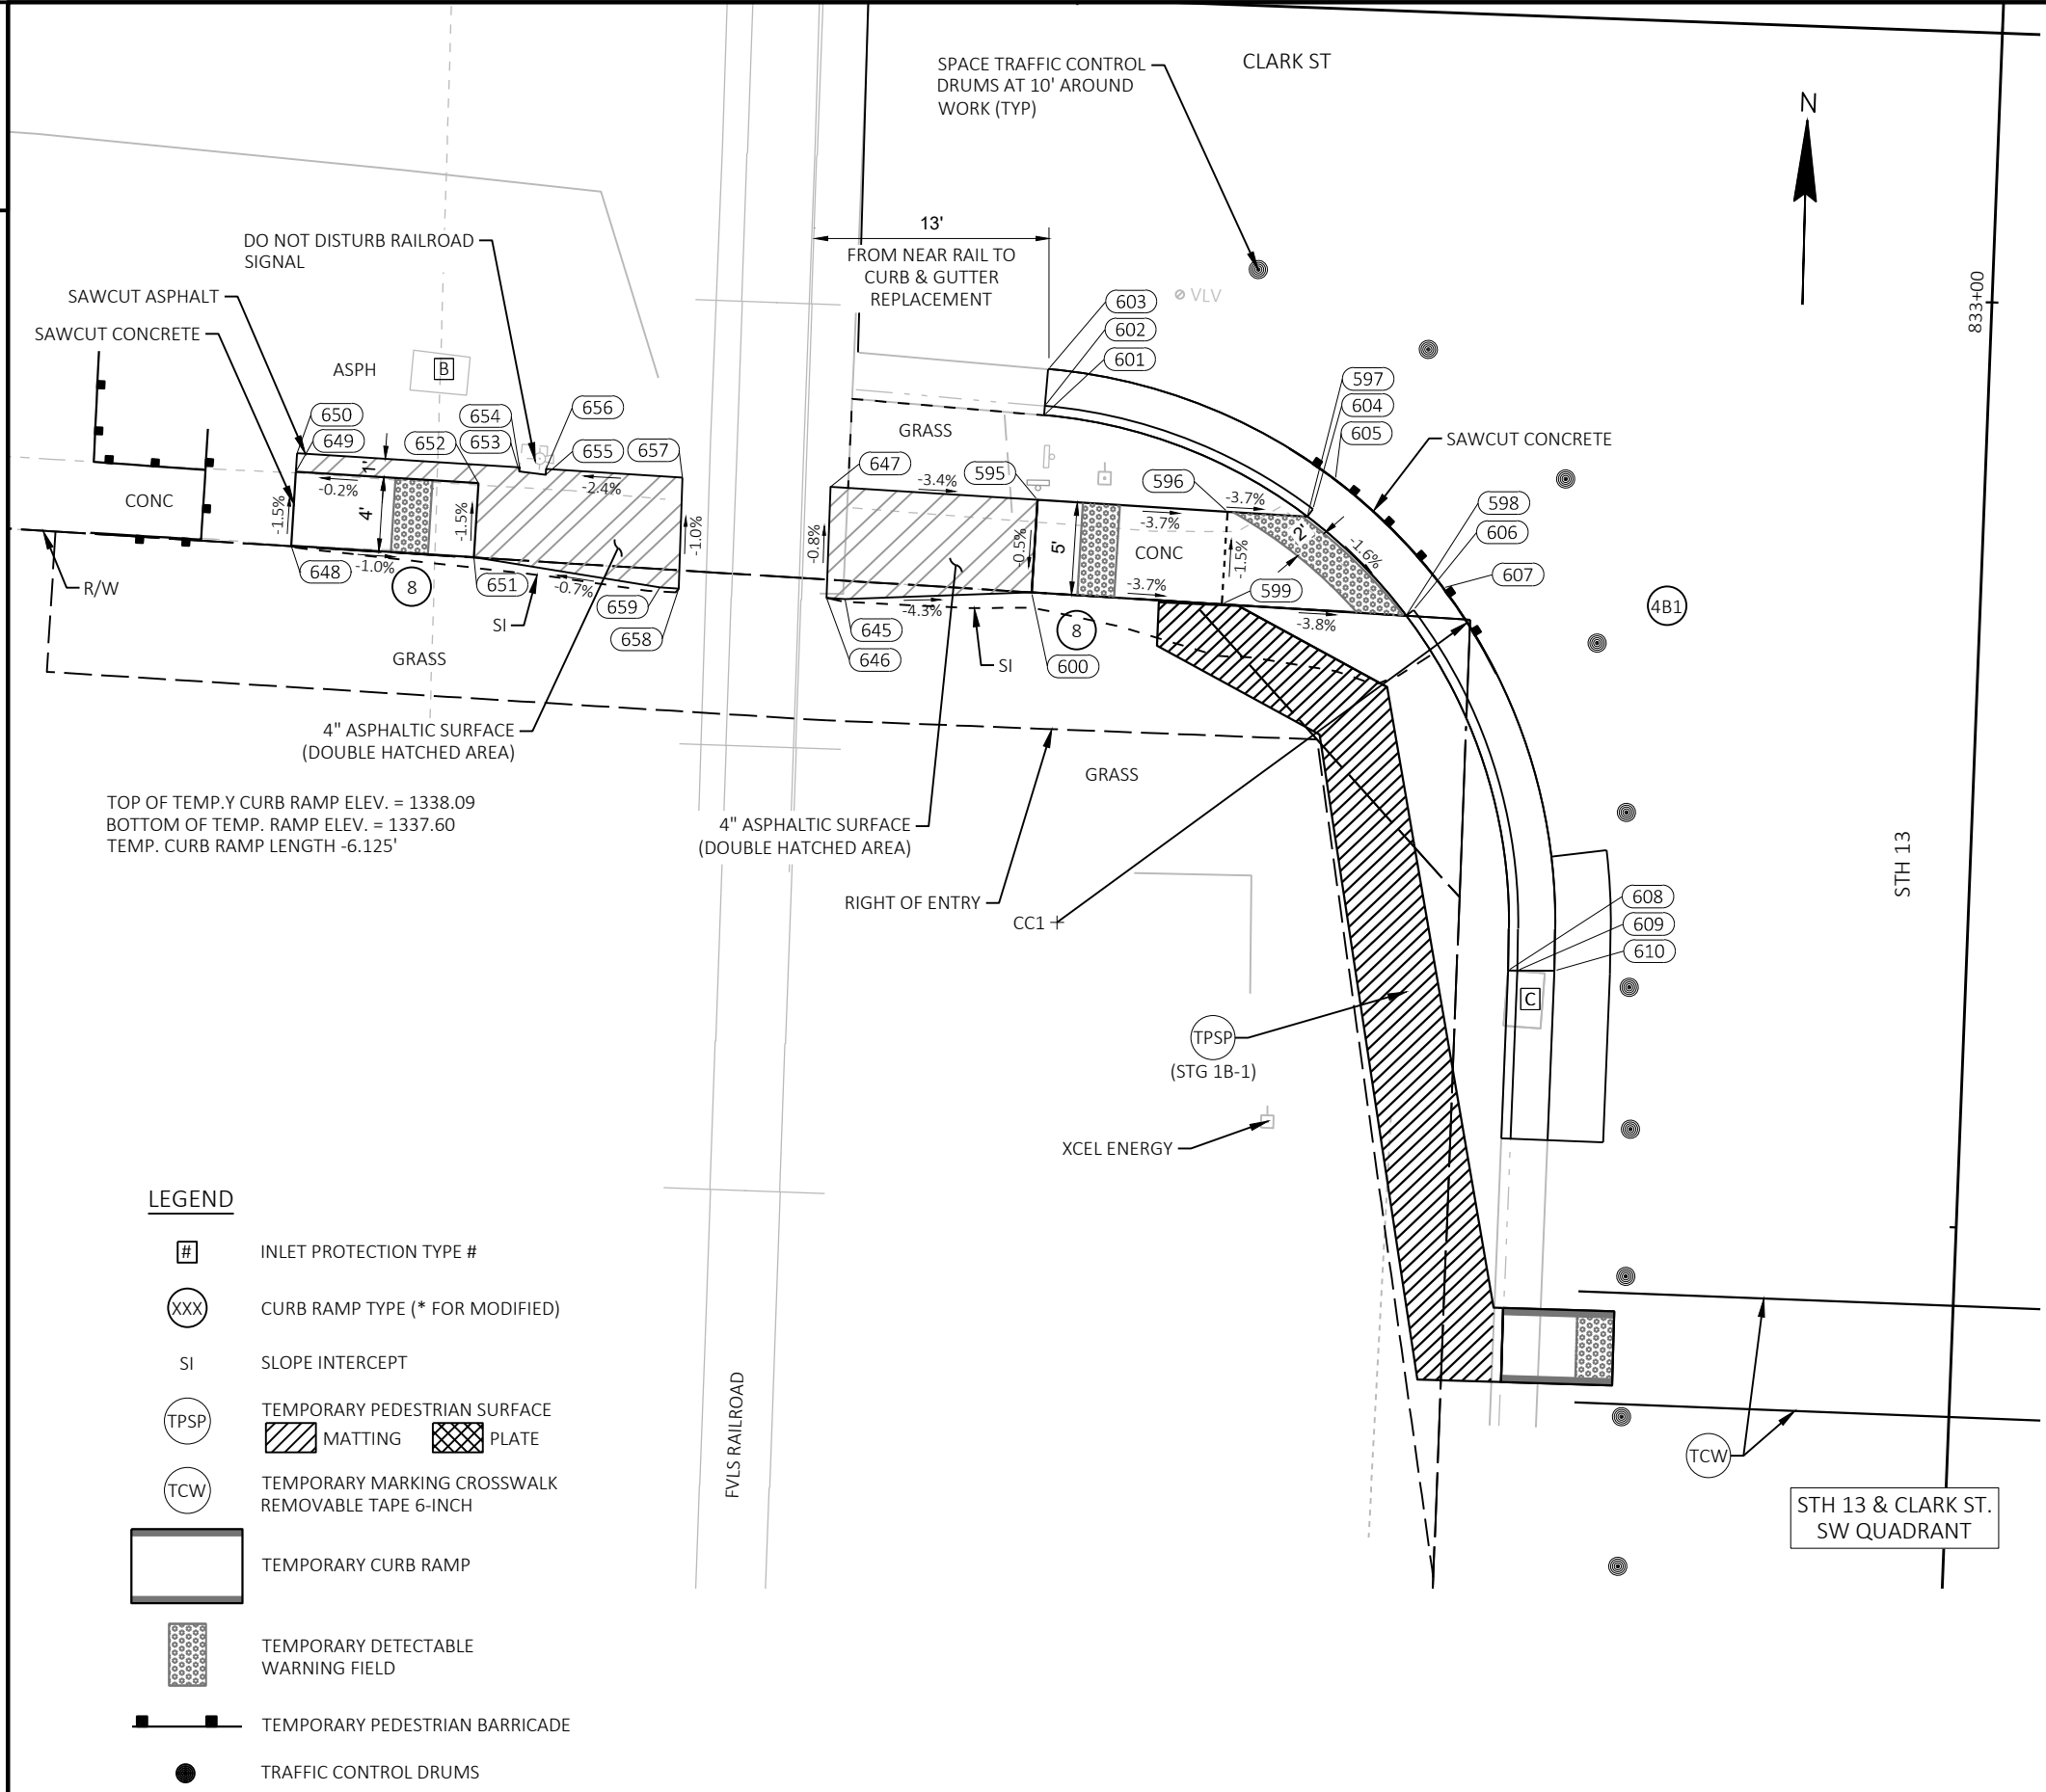 CLARK ST
SPACE TRAFFIC CONTROL
DRUMS AT 10' AROUND
WORK (TYP)
N
833+00
13'
FROM NEAR RAIL TO
CURB & GUTTER
REPLACEMENT
DO NOT DISTURB RAILROAD
SIGNAL
SAWCUT ASPHALT
SAWCUT CONCRETE
ASPH
B
VLV
603
602
601
597
604
605
SAWCUT CONCRETE
650
649
652
654
653
656
655
657
1'
-0.2%
-2.4%
CONC
-1.5%
4'
-1.5%
-1.0%
648
-1.0%
8
651
-0.7%
659
658
SI
R/W
GRASS
GRASS
647
595
596
-3.4%
-3.7%
-3.7%
-0.8%
-0.5%
5'
CONC
-1.5%
-3.7%
2'
-1.6%
598
606
607
599
-3.8%
-4.3%
645
646
8
600
SI
4B1
4" ASPHALTIC SURFACE
(DOUBLE HATCHED AREA)
GRASS
TOP OF TEMP.Y CURB RAMP ELEV. = 1338.09
BOTTOM OF TEMP. RAMP ELEV. = 1337.60
TEMP. CURB RAMP LENGTH -6.125'
4" ASPHALTIC SURFACE
(DOUBLE HATCHED AREA)
RIGHT OF ENTRY
CC1
STH 13
608
609
610
C
TPSP
(STG 1B-1)
XCEL ENERGY
FVLS RAILROAD
TCW
STH 13 & CLARK ST.
SW QUADRANT
LEGEND
# INLET PROTECTION TYPE #
XXX CURB RAMP TYPE (* FOR MODIFIED)
SI SLOPE INTERCEPT
TPSP TEMPORARY PEDESTRIAN SURFACE
MATTING PLATE
TCW TEMPORARY MARKING CROSSWALK
REMOVABLE TAPE 6-INCH
TEMPORARY CURB RAMP
TEMPORARY DETECTABLE
WARNING FIELD
TEMPORARY PEDESTRIAN BARRICADE
TRAFFIC CONTROL DRUMS